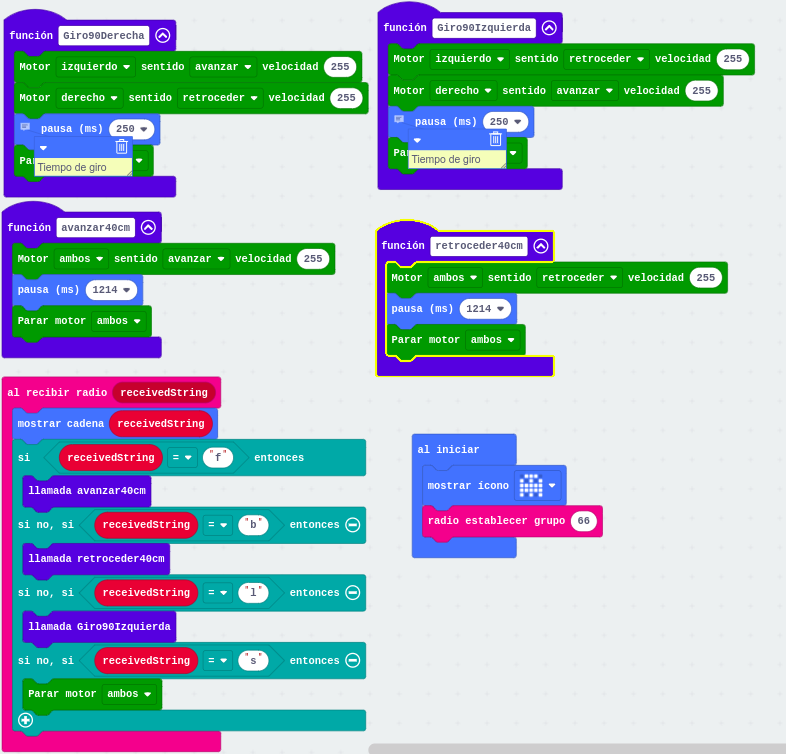 función Giro90Derecha
Motor izquierdo sentido avanzar velocidad 255
Motor derecho sentido retroceder velocidad 255
pausa (ms) 250
Tiempo de giro
función Giro90Izquierda
Motor izquierdo sentido retroceder velocidad 255
Motor derecho sentido avanzar velocidad 255
pausa (ms) 250
Tiempo de giro
función avanzar40cm
Motor ambos sentido avanzar velocidad 255
pausa (ms) 1214
Parar motor ambos
función retroceder40cm
Motor ambos sentido retroceder velocidad 255
pausa (ms) 1214
Parar motor ambos
al recibir radio receivedString
mostrar cadena receivedString
si receivedString = "f" entonces
llamada avanzar40cm
si no, si receivedString = "b" entonces
llamada retroceder40cm
si no, si receivedString = "l" entonces
llamada Giro90Izquierda
si no, si receivedString = "s" entonces
Parar motor ambos
al iniciar
mostrar ícono
radio establecer grupo 66